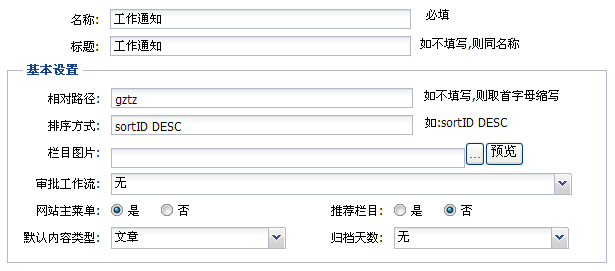 名称: 工作通知 必填
标题: 工作通知 如不填写,则同名称
基本设置
相对路径: gztz 如不填写,则取首字母缩写
排序方式: sortID DESC 如:sortID DESC
栏目图片: ... 预览
审批工作流: 无
网站主菜单: 是 否 推荐栏目: 是 否
默认内容类型: 文章 归档天数: 无